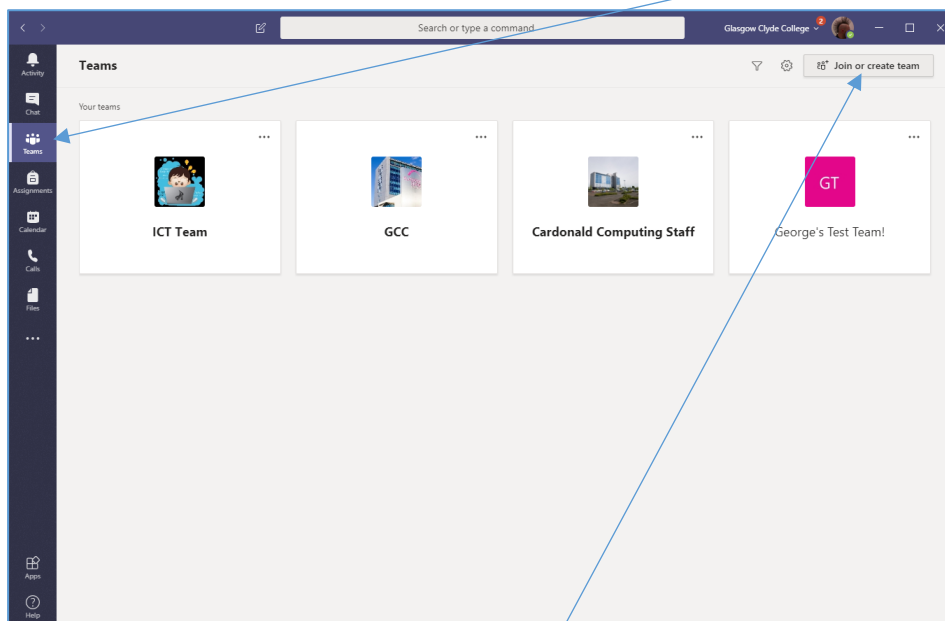 Search or type a command
Glasgow Clyde College
2
Activity
Teams
Join or create team
Chat
Your teams
Teams
Assignments
GT
Calendar
ICT Team
GCC
Cardonald Computing Staff
George's Test Team!
Calls
Files
Apps
Help